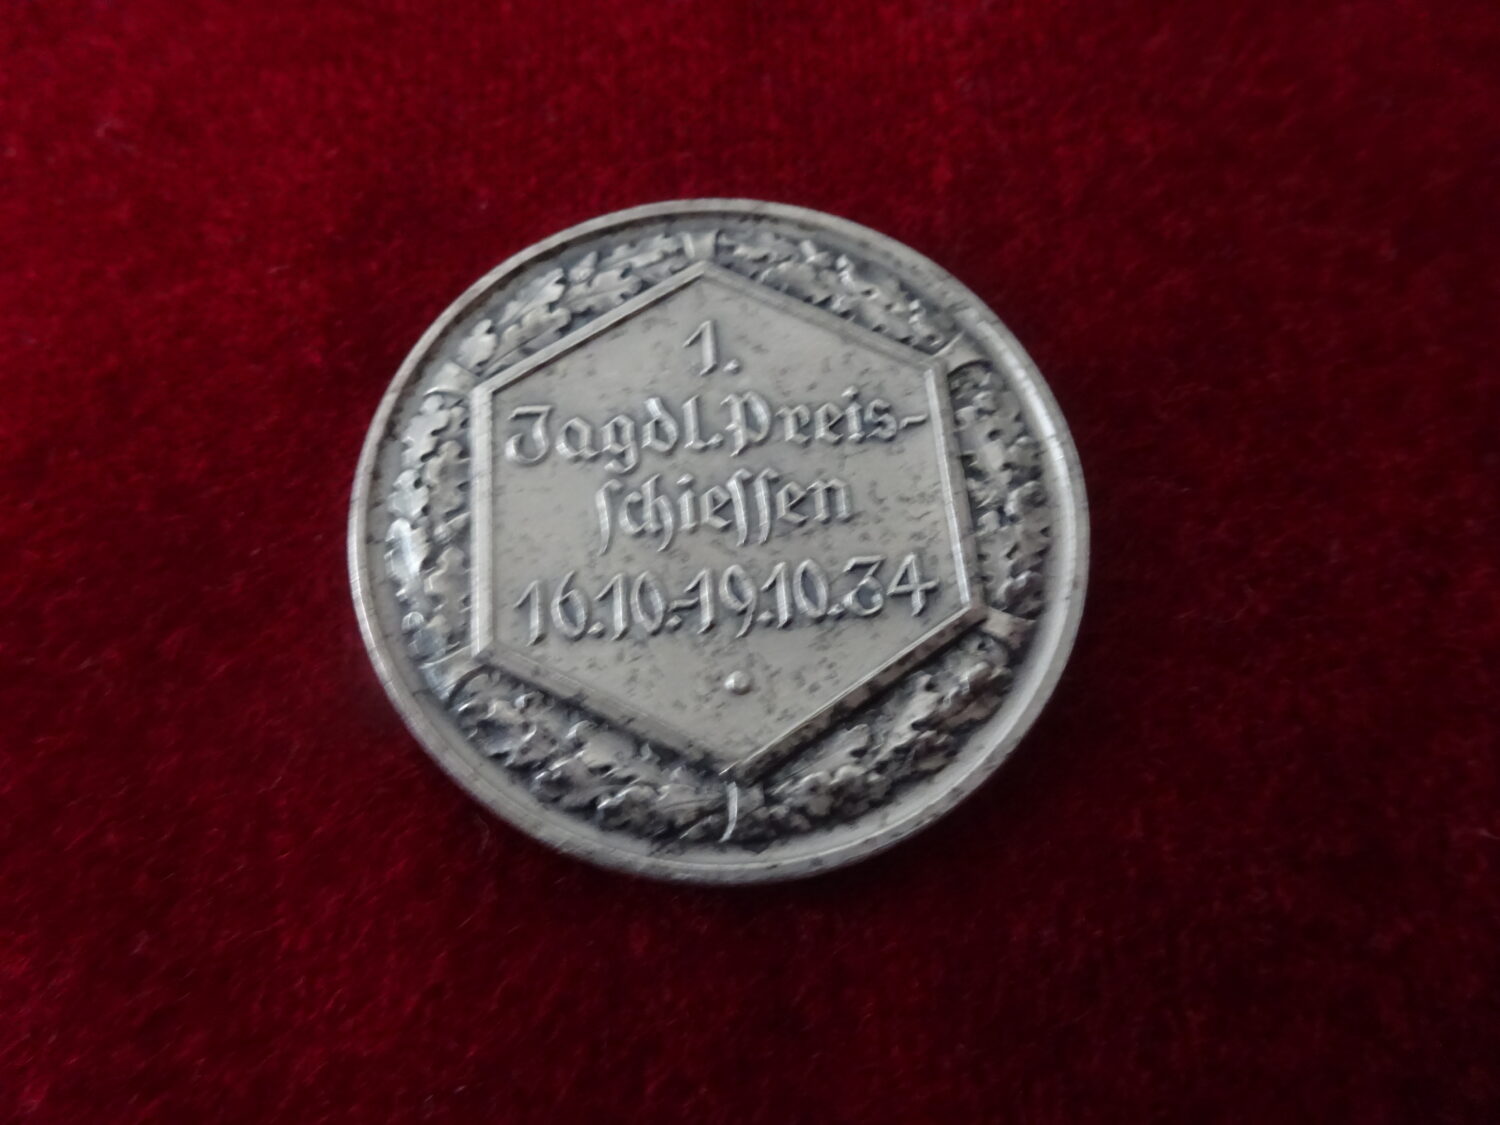 1.
Jagdl. Preis-
schiessen
16.10.-19.10.34